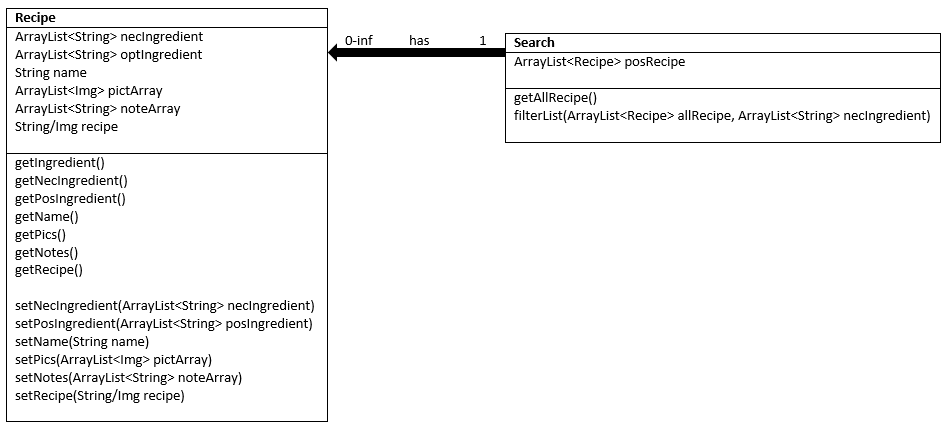 Recipe
ArrayList<String> necIngredient
ArrayList<String> optIngredient
String name
ArrayList<Img> pictArray
ArrayList<String> noteArray
String/Img recipe
getIngredient()
getNecIngredient()
getPosIngredient()
getName()
getPics()
getNotes()
getRecipe()
setNecIngredient(ArrayList<String> necIngredient)
setPosIngredient(ArrayList<String> posIngredient)
setName(String name)
setPics(ArrayList<Img> pictArray)
setNotes(ArrayList<String> noteArray)
setRecipe(String/Img recipe)
0-inf has 1
Search
ArrayList<Recipe> posRecipe
getAllRecipe()
filterList(ArrayList<Recipe> allRecipe, ArrayList<String> necIngredient)